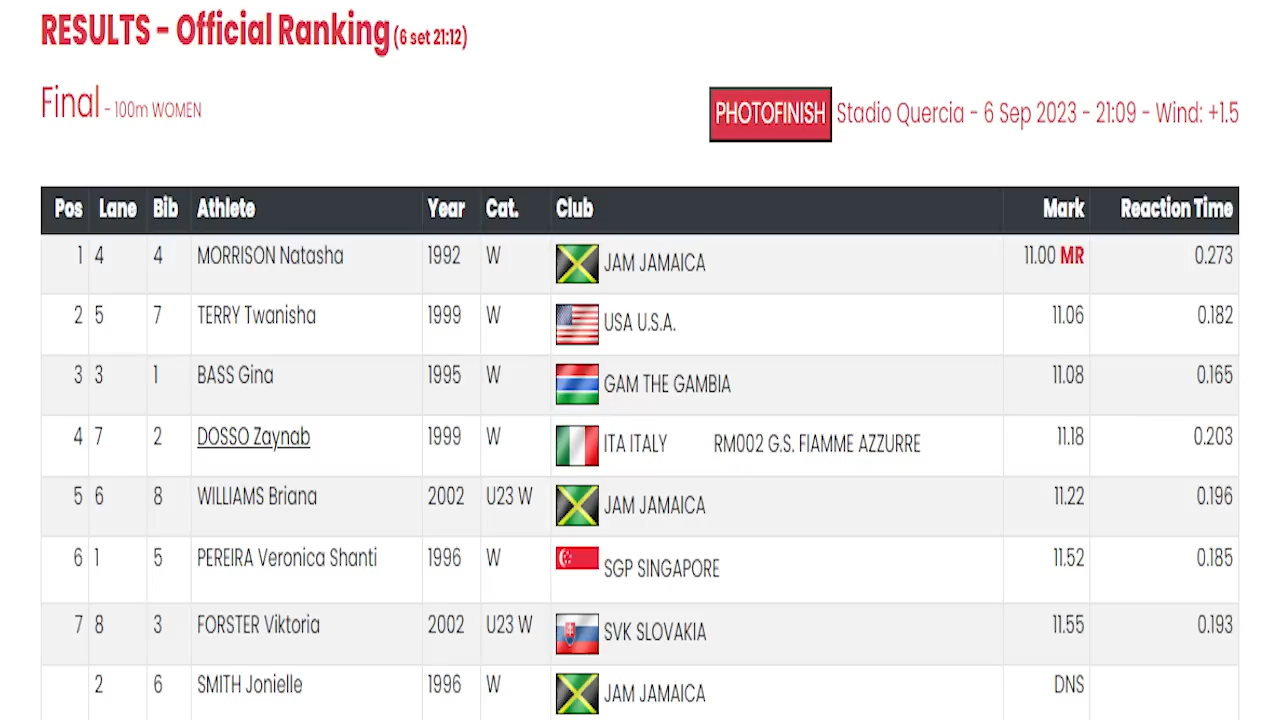 RESULTS - Official Ranking (6 set 21:12)
Final - 100m WOMEN
PHOTOFINISH Stadio Quercia - 6 Sep 2023 - 21:09 - Wind: +1.5
Pos Lane Bib Athlete Year Cat. Club Mark Reaction Time
1 4 4 MORRISON Natasha 1992 W JAM JAMAICA 11.00 MR 0.273
2 5 7 TERRY Twanisha 1999 W USA U.S.A. 11.06 0.182
3 3 1 BASS Gina 1995 W GAM THE GAMBIA 11.08 0.165
4 7 2 DOSSO Zaynab 1999 W ITA ITALY RM002 G.S. FIAMME AZZURRE 11.18 0.203
5 6 8 WILLIAMS Briana 2002 U23 W JAM JAMAICA 11.22 0.196
6 1 5 PEREIRA Veronica Shanti 1996 W SGP SINGAPORE 11.52 0.185
7 8 3 FORSTER Viktoria 2002 U23 W SVK SLOVAKIA 11.55 0.193
2 6 SMITH Jonielle 1996 W JAM JAMAICA DNS